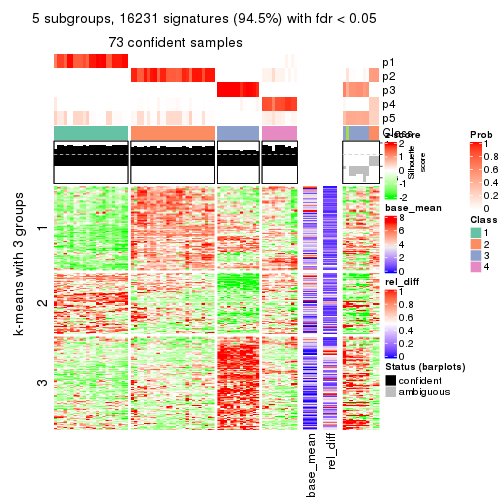 5 subgroups, 16231 signatures (94.5%) with fdr < 0.05
73 confident samples
p1
p2
p3
p4
p5
Class
Silhouette
score
k-means with 3 groups
1
2
3
base_mean
rel_diff
z-score
2
1
0
-1
-2
base_mean
8
6
4
2
0
rel_diff
1
0.8
0.6
0.4
0.2
0
Status (barplots)
confident
ambiguous
Prob
1
0.8
0.6
0.4
0.2
0
Class
1
2
3
4